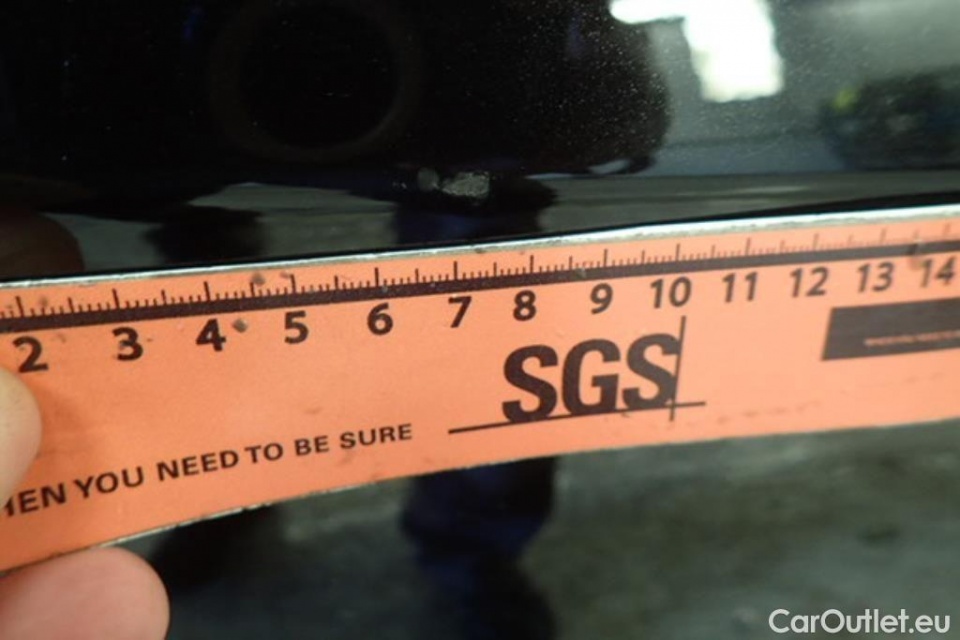 2 3 4 5 6 7 8 9 10 11 12 13 14
SGS
YOU NEED TO BE SURE
CarOutlet.eu